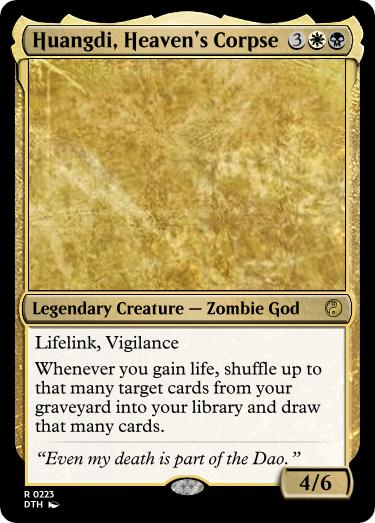 Huangdi, Heaven's Corpse 3
Legendary Creature — Zombie God
Lifelink, Vigilance
Whenever you gain life, shuffle up to
that many target cards from your
graveyard into your library and draw
that many cards.
“Even my death is part of the Dao.”
4/6
R 0223
DTH